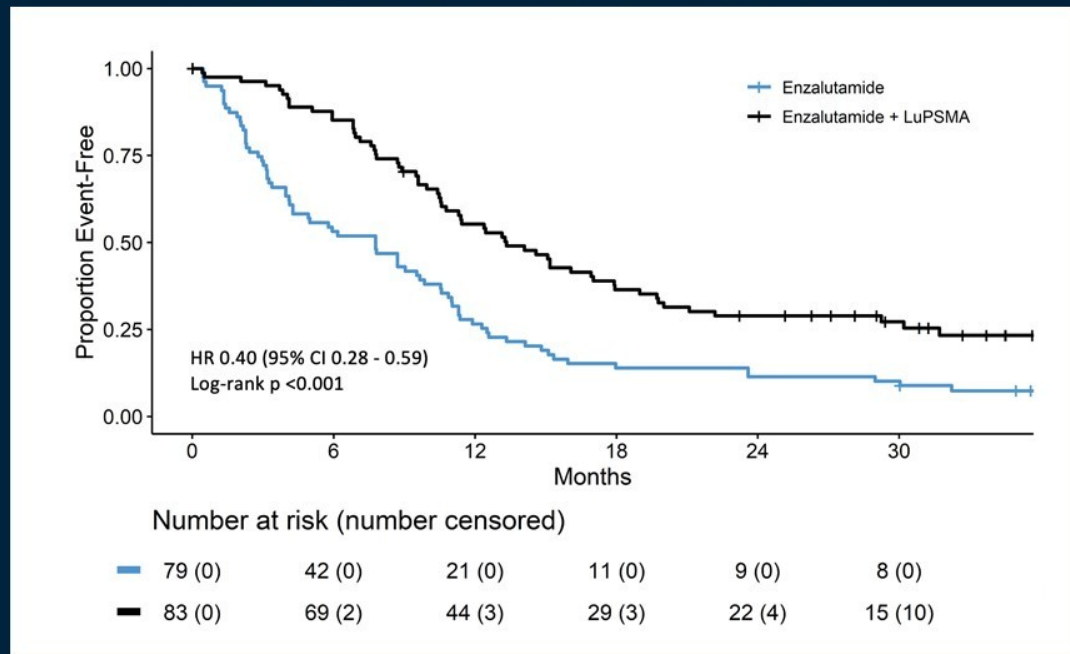 1.00
0.75
0.50
0.25
0.00
Proportion Event-Free
Enzalutamide
Enzalutamide + LuPSMA
HR 0.40 (95% CI 0.28 - 0.59)
Log-rank p <0.001
0 6 12 18 24 30
Months
Number at risk (number censored)
79 (0) 42 (0) 21 (0) 11 (0) 9 (0) 8 (0)
83 (0) 69 (2) 44 (3) 29 (3) 22 (4) 15 (10)